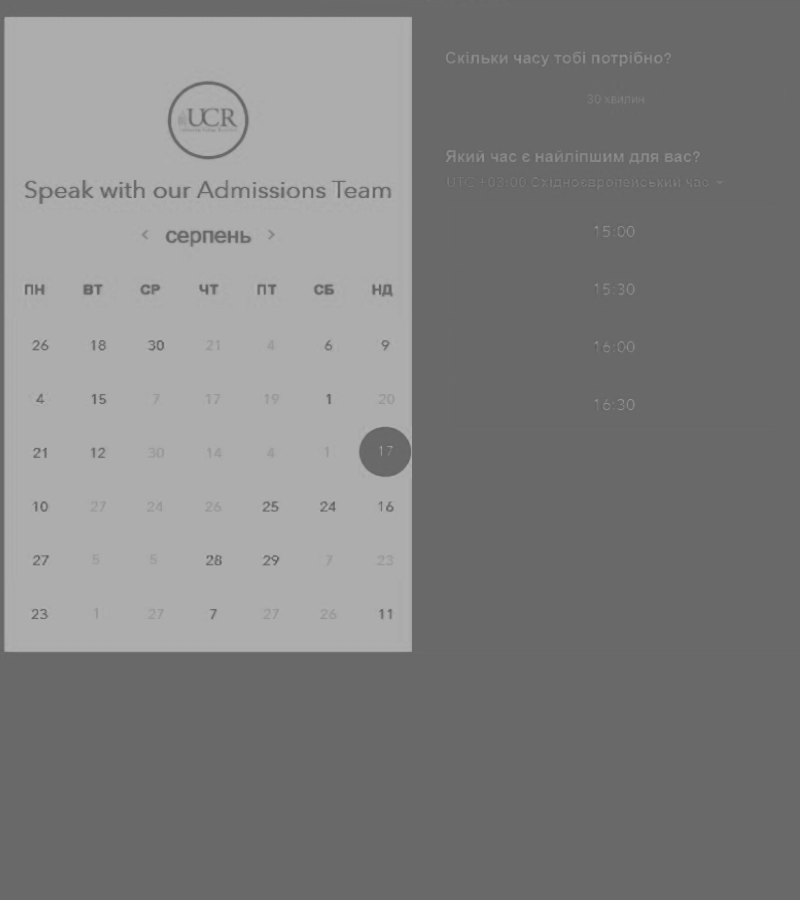 UCR
Speak with our Admissions Team
< серпень >
ПН ВТ СР ЧТ ПТ СБ НД
26 18 30 21 4 6 9
4 15 7 17 19 1 20
21 12 30 14 4 1 17
10 27 24 26 25 24 16
27 5 5 28 29 7 23
23 1 27 7 27 26 11
Скільки часу тобі потрібно?
30 хвилин
Який час є найліпшим для вас?
UTC +03:00 Східноєвропейський час
15:00
15:30
16:00
16:30